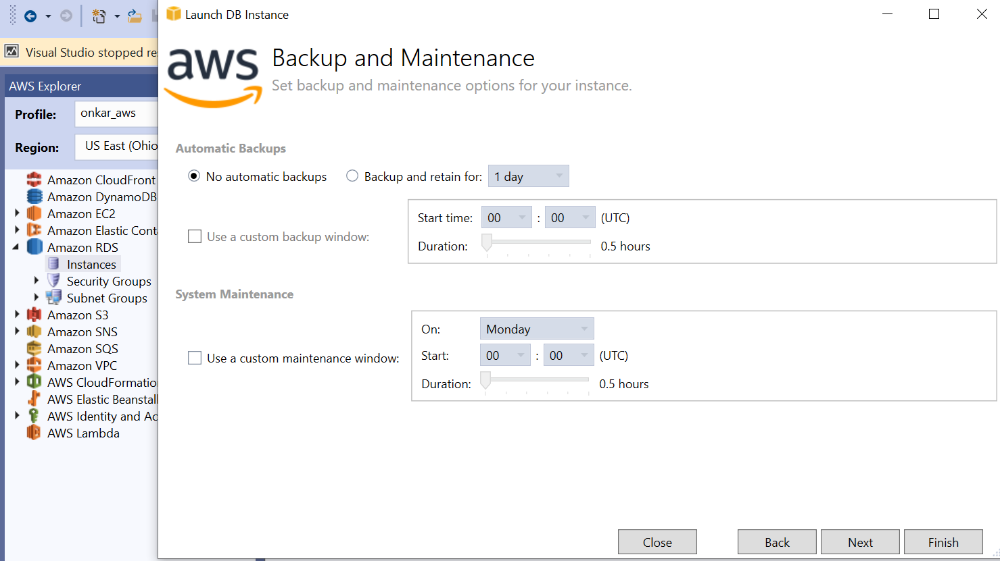 Launch DB Instance
Visual Studio stopped re
AWS Explorer
Profile:
onkar_aws
Region:
US East (Ohio
Amazon CloudFront
Amazon DynamoDB
Amazon EC2
Amazon Elastic Conta
Amazon RDS
Instances
Security Groups
Subnet Groups
Amazon S3
Amazon SNS
Amazon SQS
Amazon VPC
AWS CloudFormatio
AWS Elastic Beanstall
AWS Identity and Ac
AWS Lambda
aws
Backup and Maintenance
Set backup and maintenance options for your instance.
Automatic Backups
No automatic backups
Backup and retain for:
1 day
Use a custom backup window:
Start time: 00 : 00 (UTC)
Duration: 0.5 hours
System Maintenance
Use a custom maintenance window:
On: Monday
Start: 00 : 00 (UTC)
Duration: 0.5 hours
Close
Back
Next
Finish